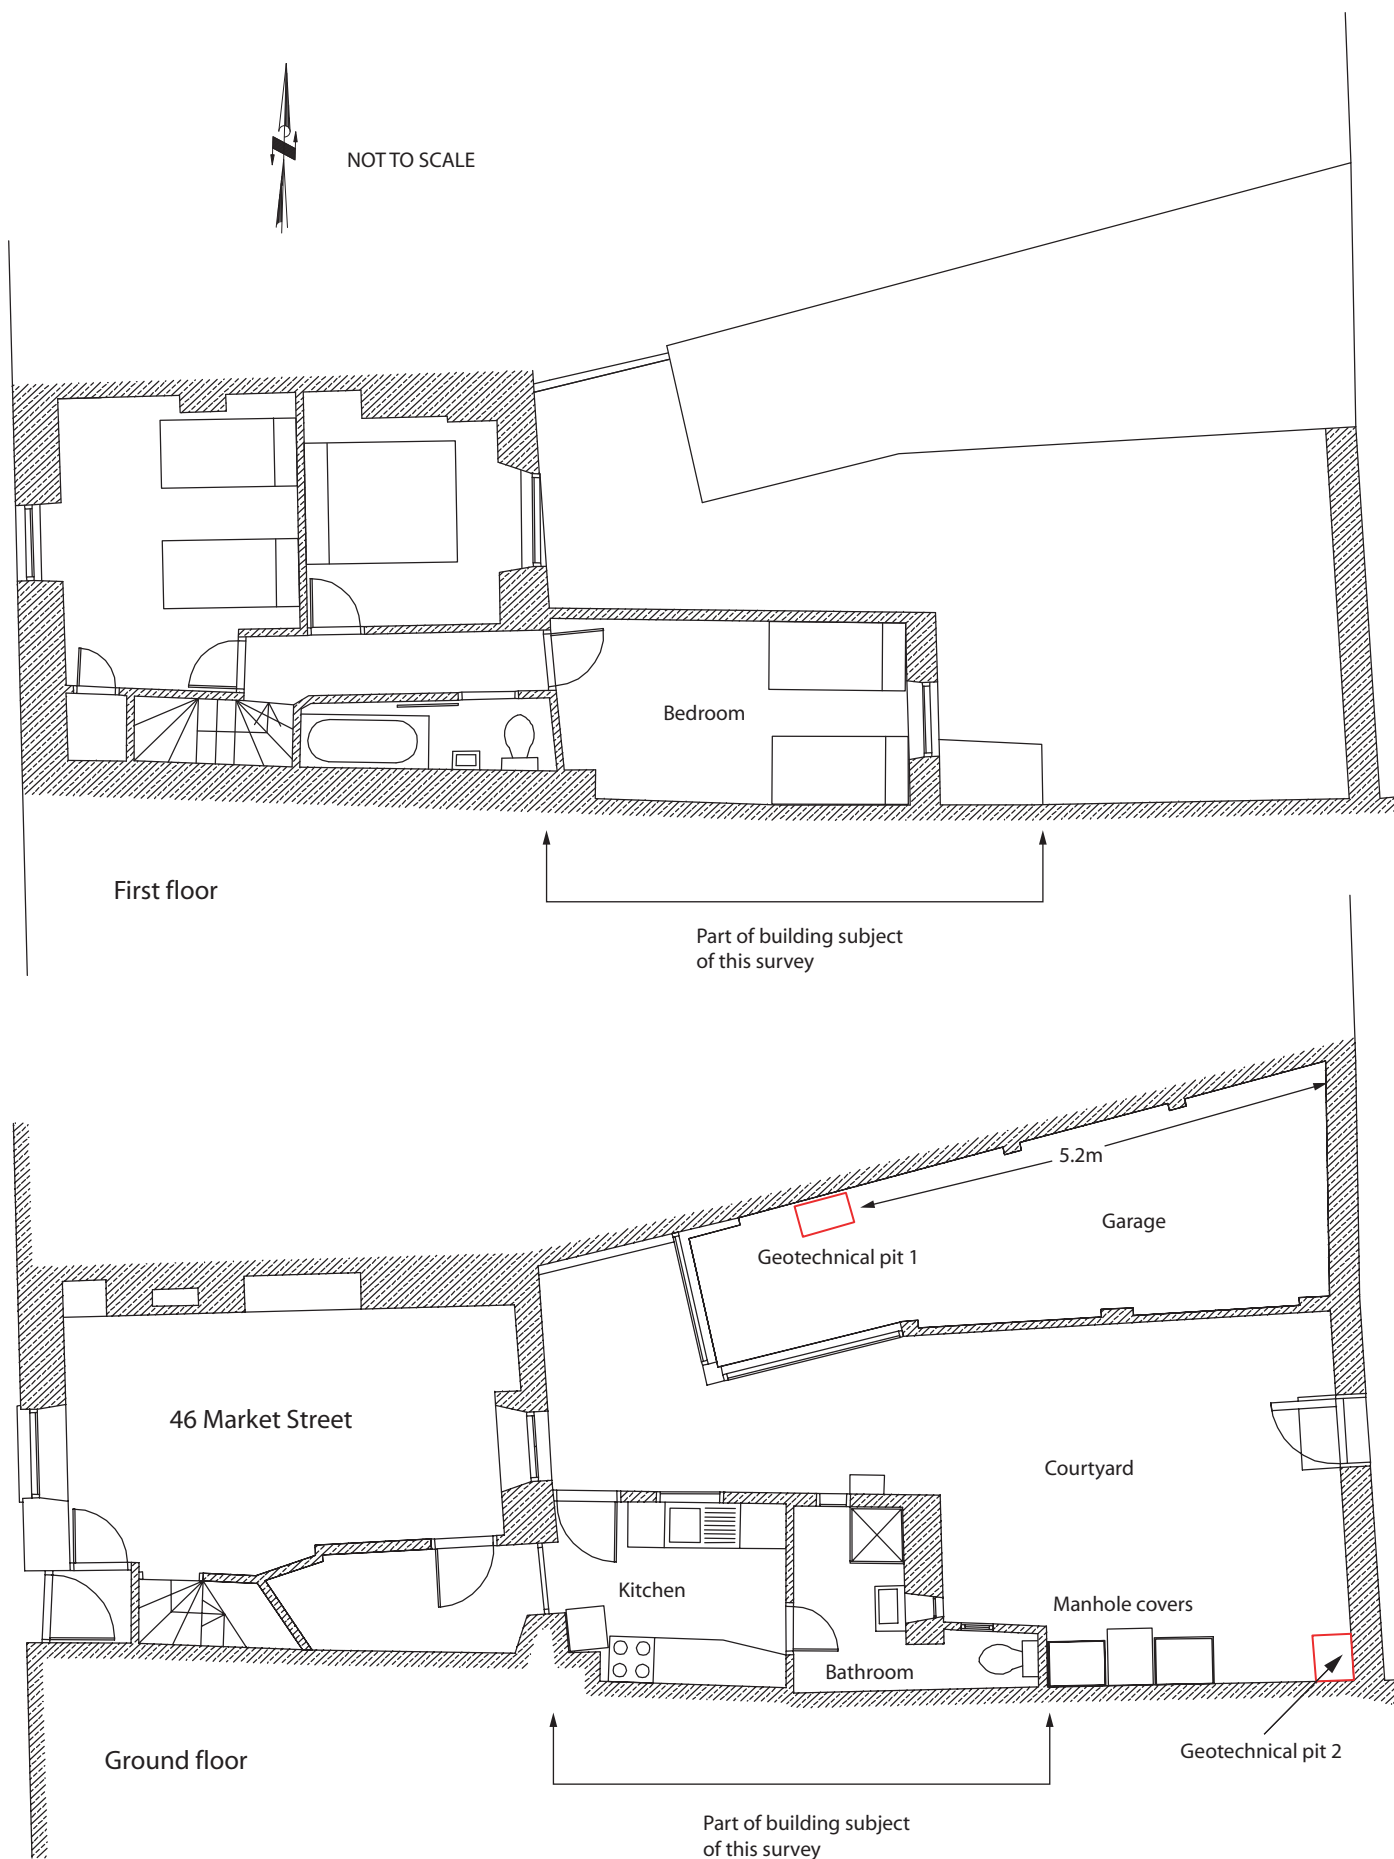 NOT TO SCALE
Bedroom
First floor
Part of building subject
of this survey
5.2m
Garage
Geotechnical pit 1
46 Market Street
Courtyard
Kitchen
Manhole covers
Bathroom
Geotechnical pit 2
Ground floor
Part of building subject
of this survey